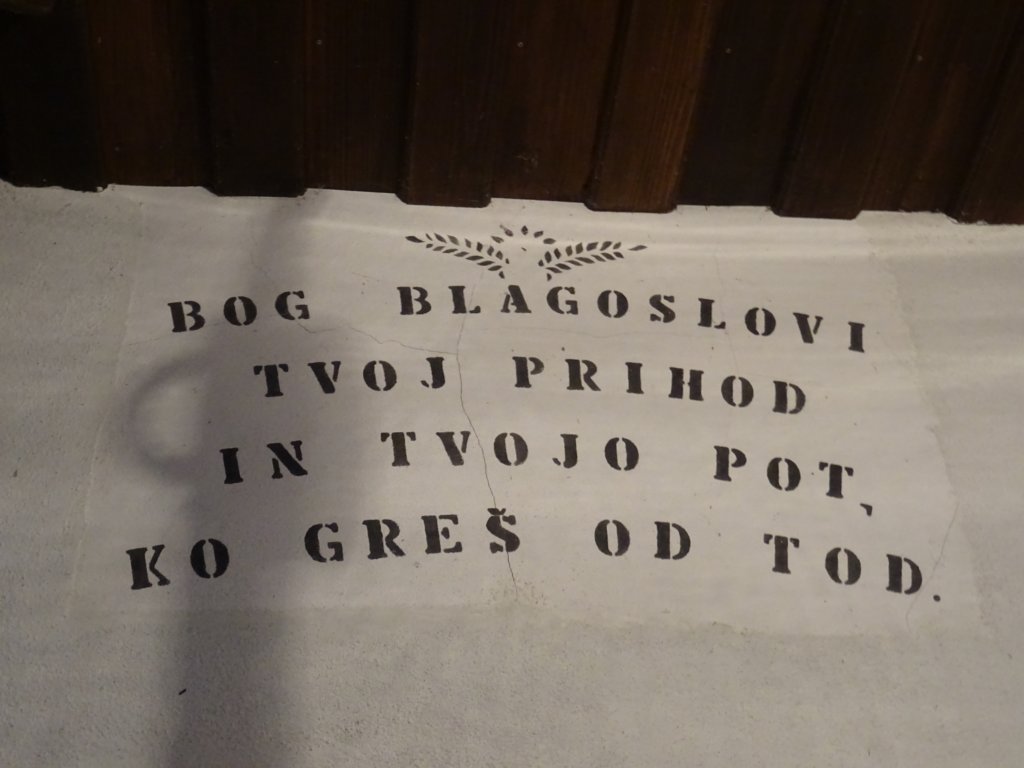 BOG BLAGOSLOVI
TVOJ PRIHOD
IN TVOJO POT,
KO GREŠ OD TOD.